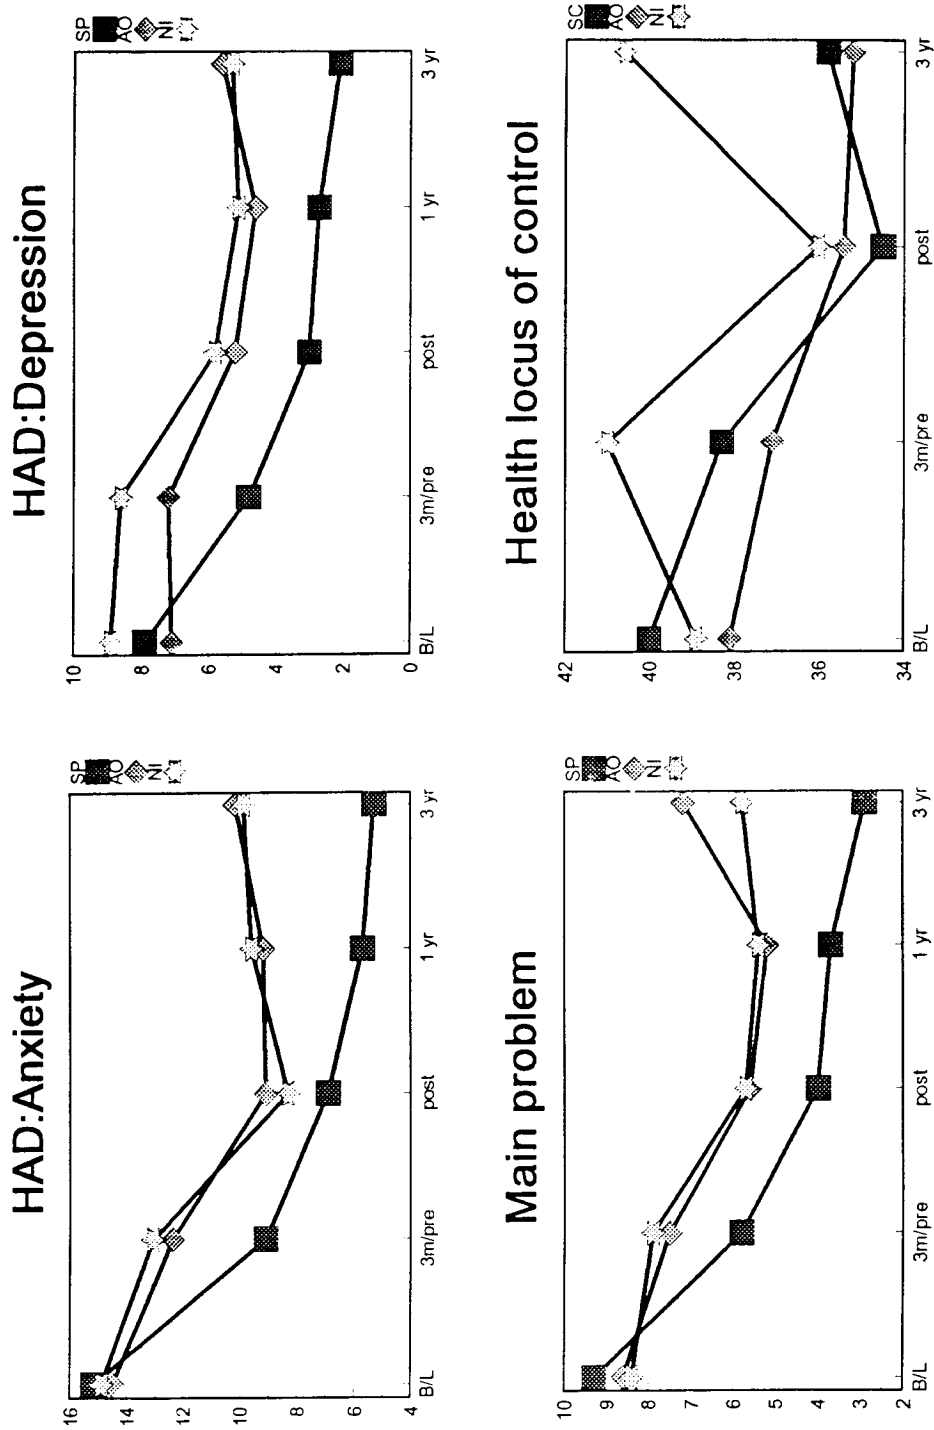 HAD:Anxiety
16
14
12
10
8
6
4
B/L
3m/pre
post
1 yr
3 yr
SP
AO
NI
HAD:Depression
10
8
6
4
2
0
B/L
3m/pre
post
1 yr
3 yr
SP
AO
NI
Main problem
10
9
8
7
6
5
4
3
2
B/L
3m/pre
post
1 yr
3 yr
SP
AO
NI
Health locus of control
42
40
38
36
34
B/L
3m/pre
post
3 yr
SC
AO
NI